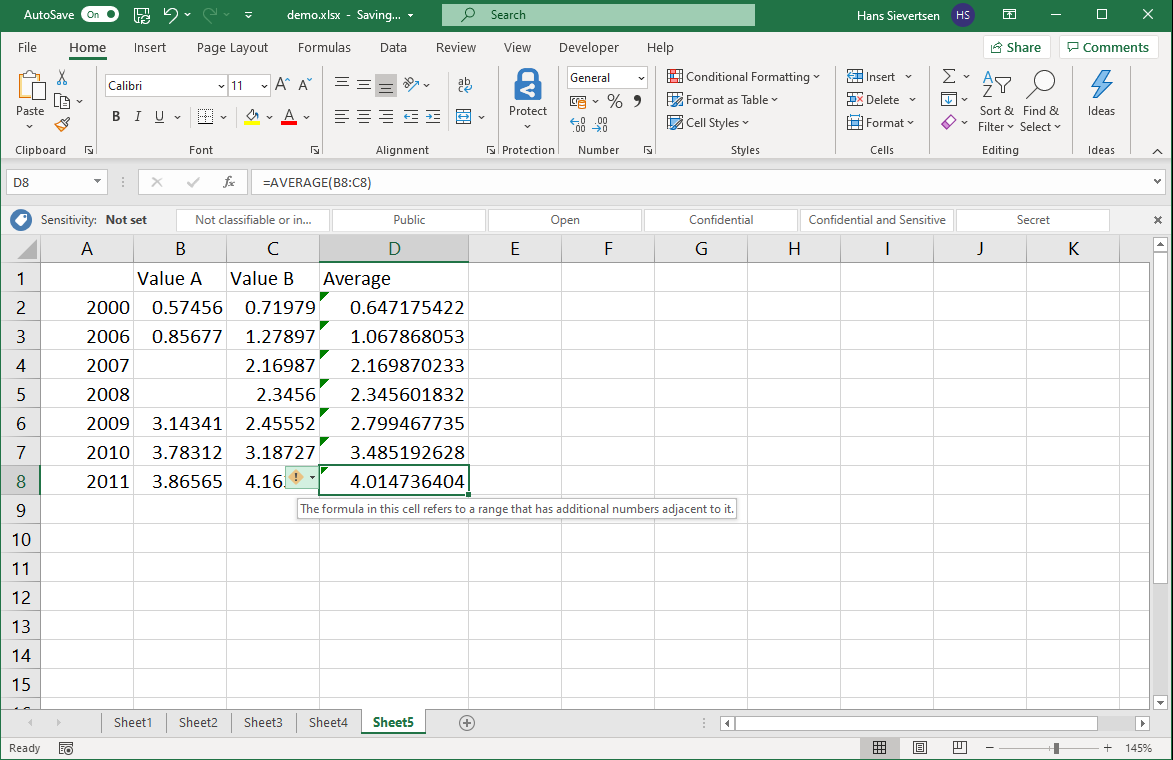 AutoSave On demo.xlsx - Saving... Search Hans Sievertsen HS
File Home Insert Page Layout Formulas Data Review View Developer Help Share Comments
Paste Calibri 11 A A ab General Conditional Formatting Insert Σ A Z
B I U A Protect % 9 Format as Table Delete Sort & Find & Ideas
.00 .00 Cell Styles Format Filter Select
Clipboard Font Alignment Protection Number Styles Cells Editing Ideas
D8 fx =AVERAGE(B8:C8)
Sensitivity: Not set Not classifiable or in... Public Open Confidential Confidential and Sensitive Secret
A B C D E F G H I J K
1 Value A Value B Average
2 2000 0.57456 0.71979 0.647175422
3 2006 0.85677 1.27897 1.067868053
4 2007 2.16987 2.169870233
5 2008 2.3456 2.345601832
6 2009 3.14341 2.45552 2.799467735
7 2010 3.78312 3.18727 3.485192628
8 2011 3.86565 4.16 4.014736404
9 The formula in this cell refers to a range that has additional numbers adjacent to it.
10
11
12
13
14
15
Sheet1 Sheet2 Sheet3 Sheet4 Sheet5
Ready 145%